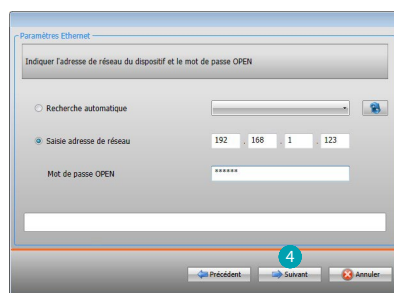 Paramètres Ethernet
Indiquer l'adresse de réseau du dispositif et le mot de passe OPEN
Recherche automatique
Saisie adresse de réseau 192 . 168 . 1 . 123
Mot de passe OPEN ******
4
Précédent Suivant Annuler